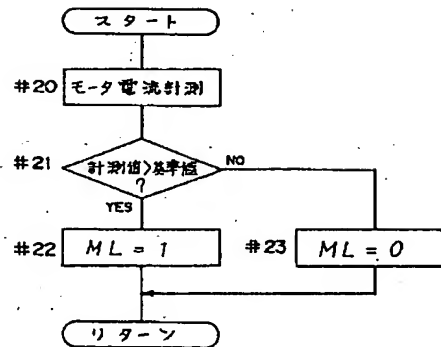 スタート
#20 モータ電流計測
#21 計測値>基準値
?
NO
YES
#22 ML = 1
#23 ML = 0
リターン